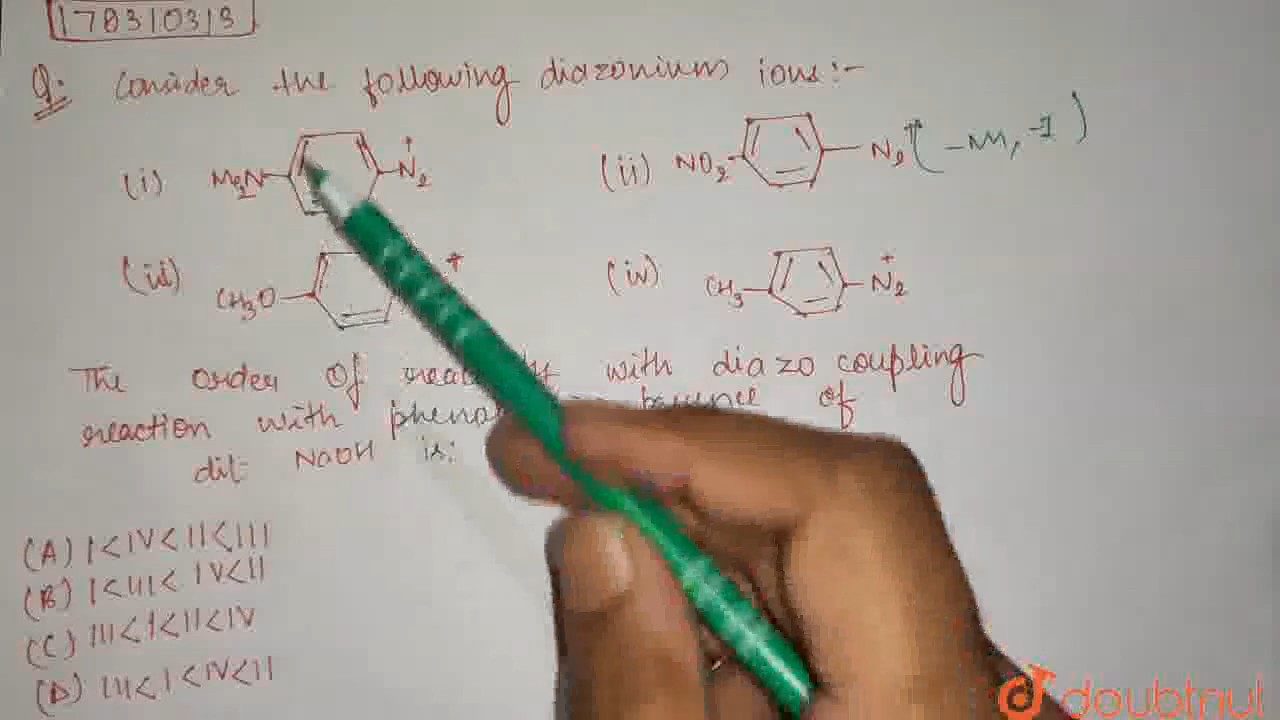 178310313
Q. Consider the following diazonium ions:-
(i) Me2N N2+ (ii) NO2 N2+ (-M, -I)
(iii) CH3O + (iv) CH3 N2+
The order of with diazo coupling
reaction with of
dil. NaOH is:
(A) I<IV<II<III
(B) I<III<IV<II
(C) III<I<II<IV
(D) III<I<IV<II
doubtnut